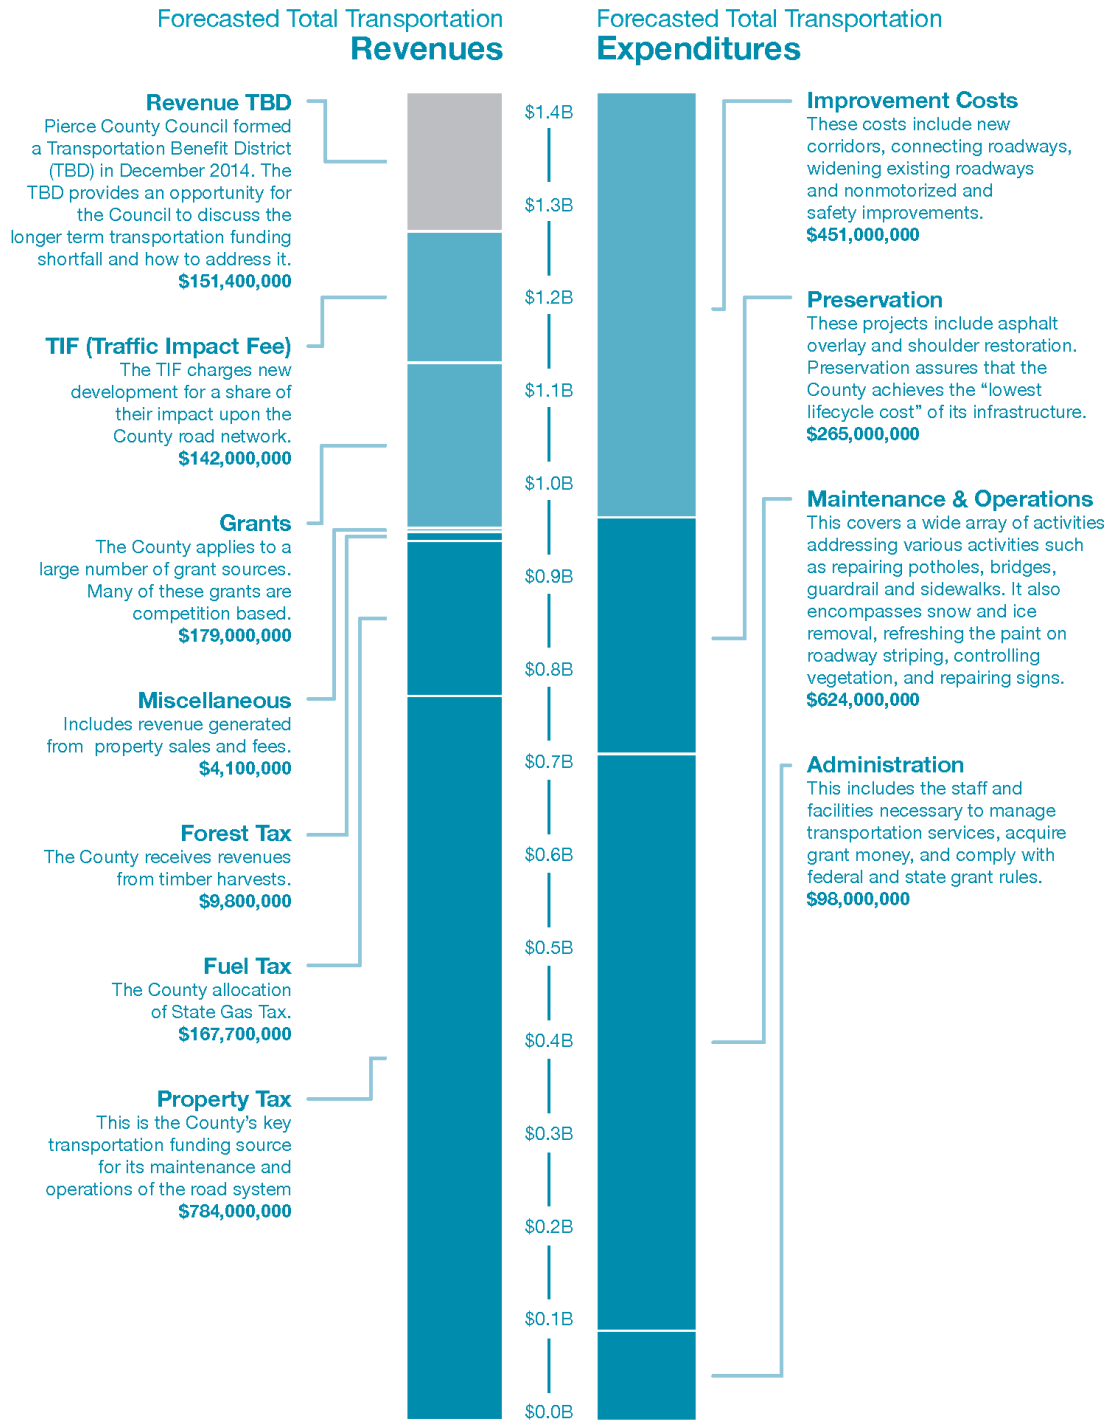 Forecasted Total Transportation
Revenues
Revenue TBD
Pierce County Council formed
a Transportation Benefit District
(TBD) in December 2014. The
TBD provides an opportunity for
the Council to discuss the
longer term transportation funding
shortfall and how to address it.
$151,400,000
TIF (Traffic Impact Fee)
The TIF charges new
development for a share of
their impact upon the
County road network.
$142,000,000
Grants
The County applies to a
large number of grant sources.
Many of these grants are
competition based.
$179,000,000
Miscellaneous
Includes revenue generated
from property sales and fees.
$4,100,000
Forest Tax
The County receives revenues
from timber harvests.
$9,800,000
Fuel Tax
The County allocation
of State Gas Tax.
$167,700,000
Property Tax
This is the County’s key
transportation funding source
for its maintenance and
operations of the road system
$784,000,000
$1.4B
$1.3B
$1.2B
$1.1B
$1.0B
$0.9B
$0.8B
$0.7B
$0.6B
$0.5B
$0.4B
$0.3B
$0.2B
$0.1B
$0.0B
Forecasted Total Transportation
Expenditures
Improvement Costs
These costs include new
corridors, connecting roadways,
widening existing roadways
and nonmotorized and
safety improvements.
$451,000,000
Preservation
These projects include asphalt
overlay and shoulder restoration.
Preservation assures that the
County achieves the “lowest
lifecycle cost” of its infrastructure.
$265,000,000
Maintenance & Operations
This covers a wide array of activities
addressing various activities such
as repairing potholes, bridges,
guardrail and sidewalks. It also
encompasses snow and ice
removal, refreshing the paint on
roadway striping, controlling
vegetation, and repairing signs.
$624,000,000
Administration
This includes the staff and
facilities necessary to manage
transportation services, acquire
grant money, and comply with
federal and state grant rules.
$98,000,000